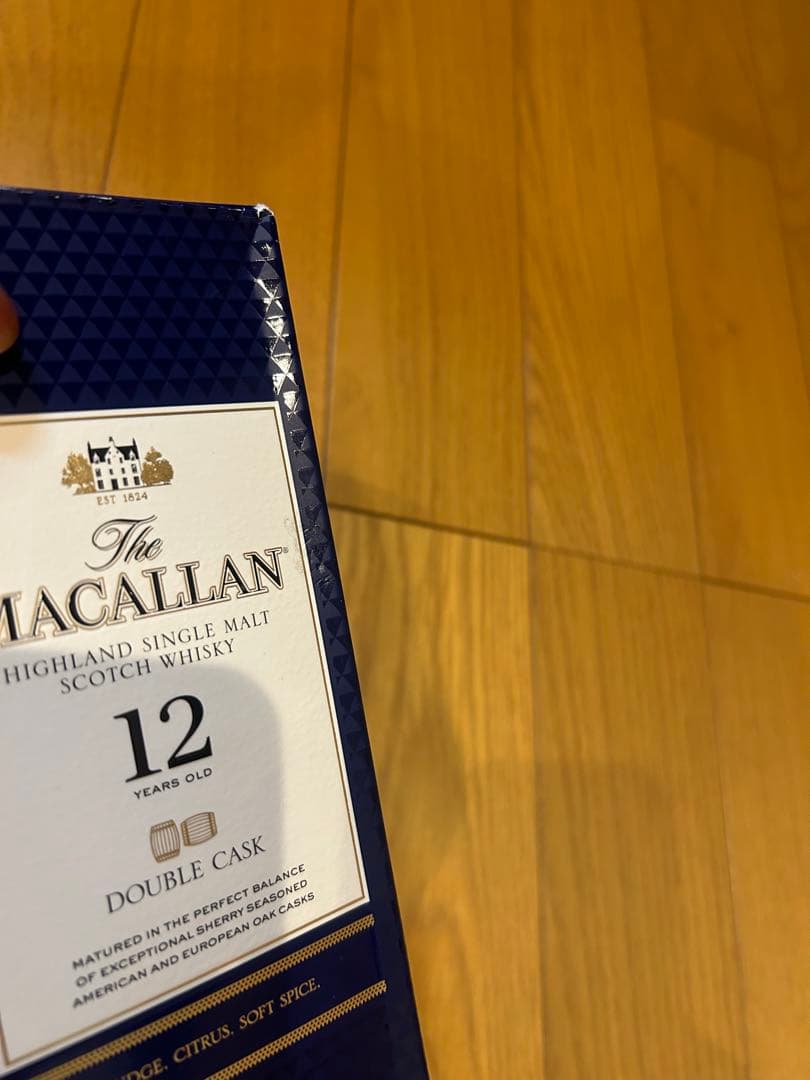 EST 1824
The
MACALLAN®
HIGHLAND SINGLE MALT
SCOTCH WHISKY
12
YEARS OLD
DOUBLE CASK
MATURED IN THE PERFECT BALANCE
OF EXCEPTIONAL SHERRY SEASONED
AMERICAN AND EUROPEAN OAK CASKS
CITRUS. SOFT SPICE.